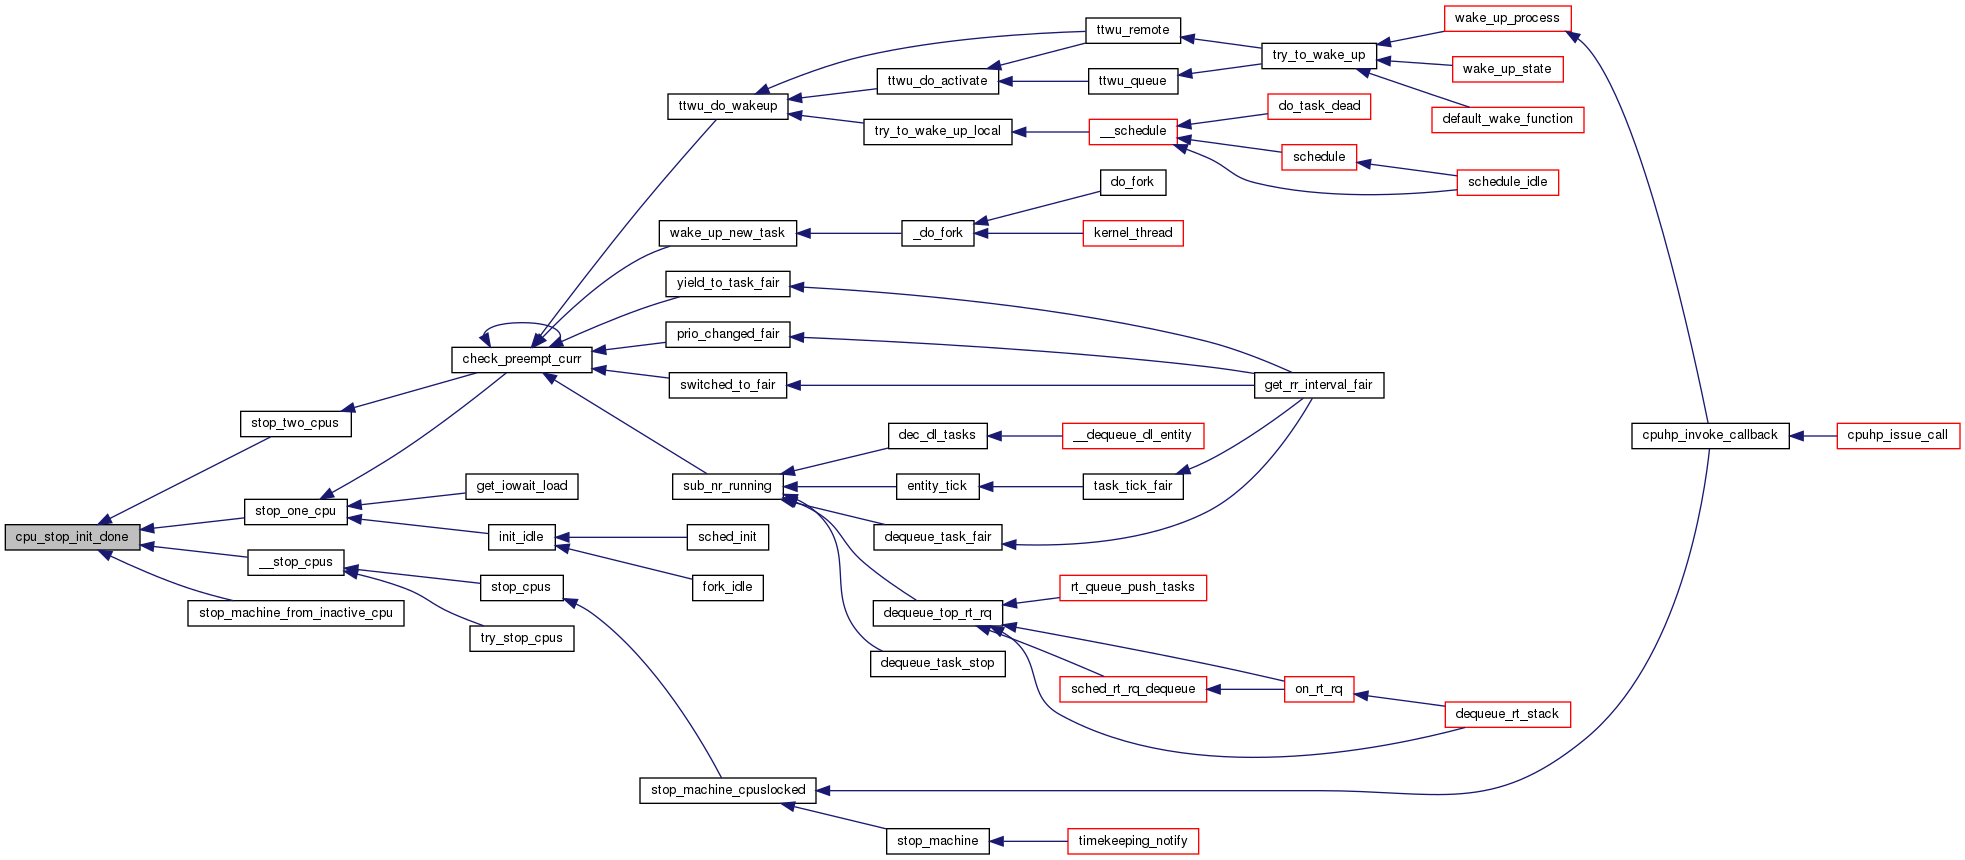 wake_up_process
ttwu_remote
try_to_wake_up
wake_up_state
ttwu_do_activate
ttwu_queue
ttwu_do_wakeup
do_task_dead
default_wake_function
try_to_wake_up_local
__schedule
schedule
do_fork
schedule_idle
wake_up_new_task
_do_fork
kernel_thread
yield_to_task_fair
prio_changed_fair
check_preempt_curr
switched_to_fair
get_rr_interval_fair
stop_two_cpus
dec_dl_tasks
__dequeue_dl_entity
cpuhp_invoke_callback
cpuhp_issue_call
get_iowait_load
sub_nr_running
entity_tick
task_tick_fair
stop_one_cpu
cpu_stop_init_done
init_idle
sched_init
dequeue_task_fair
__stop_cpus
stop_cpus
fork_idle
rt_queue_push_tasks
stop_machine_from_inactive_cpu
dequeue_top_rt_rq
try_stop_cpus
dequeue_task_stop
sched_rt_rq_dequeue
on_rt_rq
dequeue_rt_stack
stop_machine_cpuslocked
stop_machine
timekeeping_notify